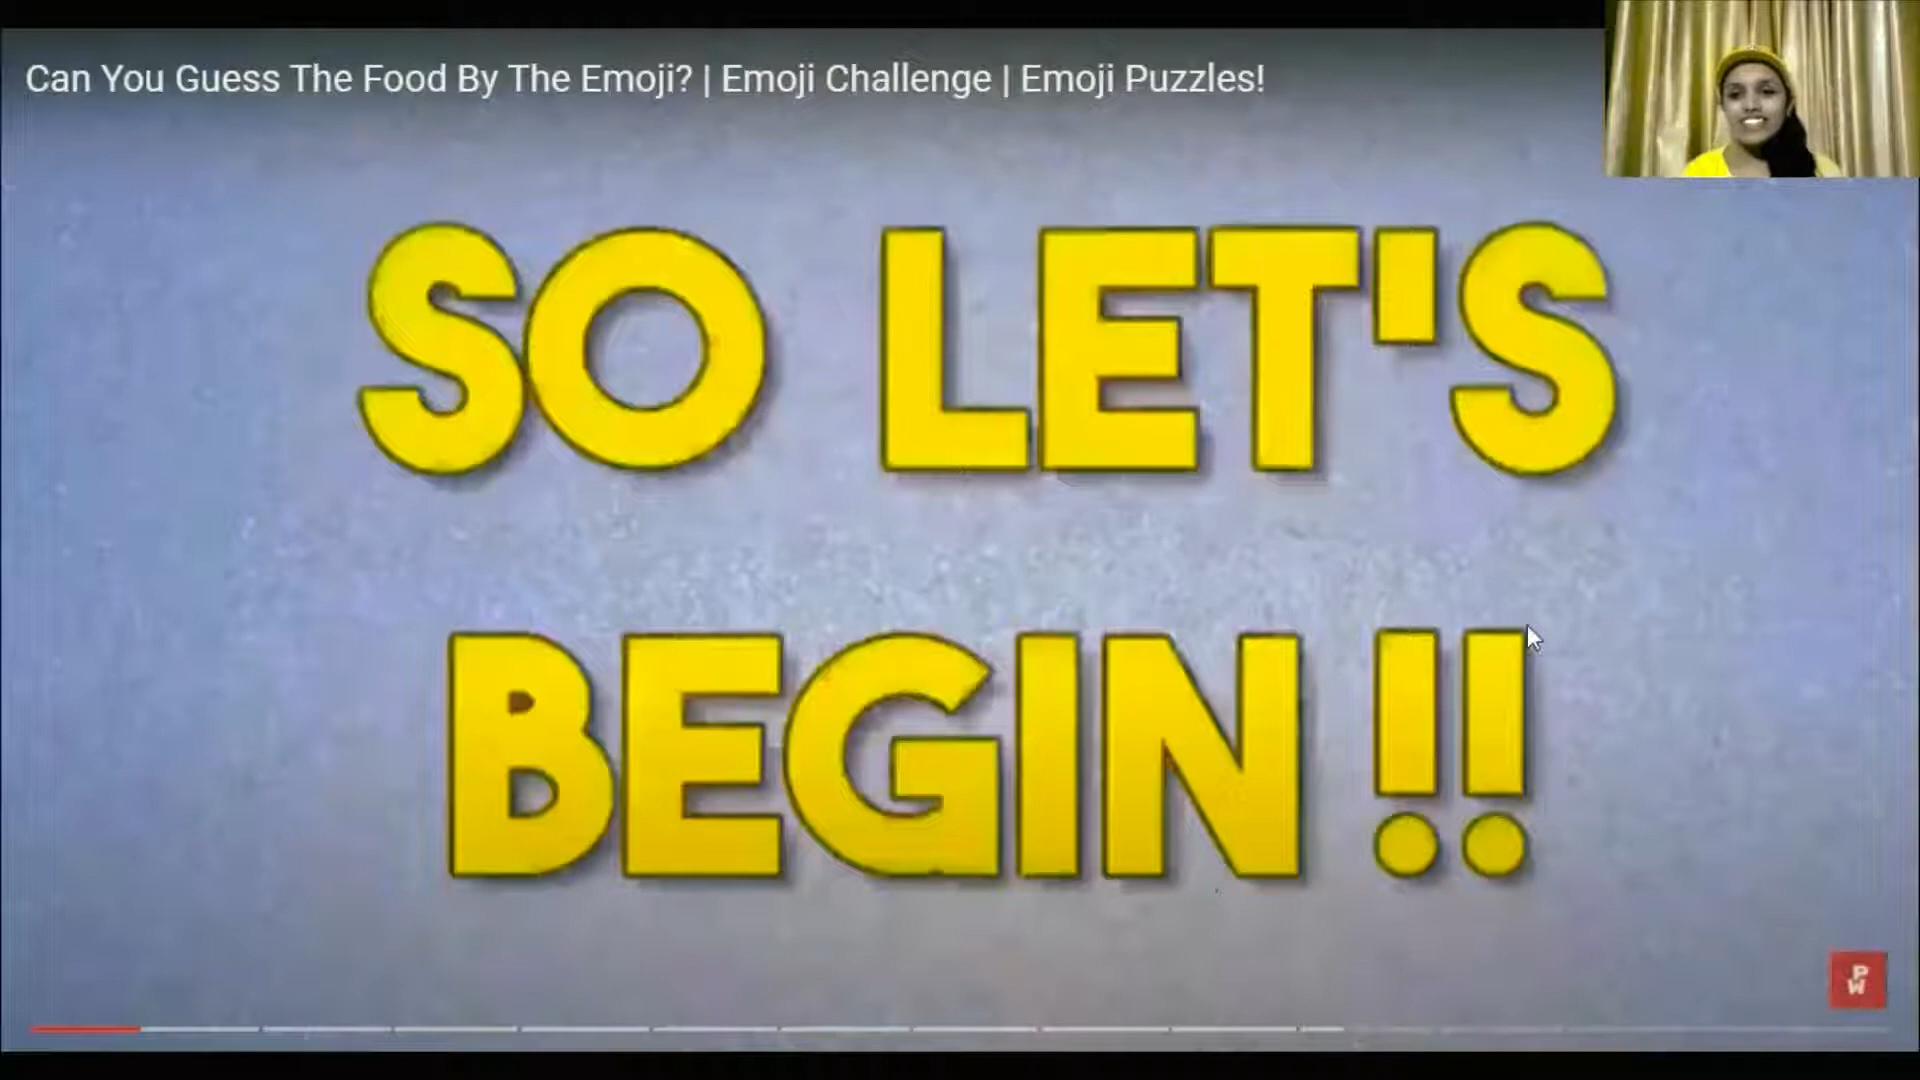 Can You Guess The Food By The Emoji? | Emoji Challenge | Emoji Puzzles!
SO LET'S
BEGIN !!
P
W